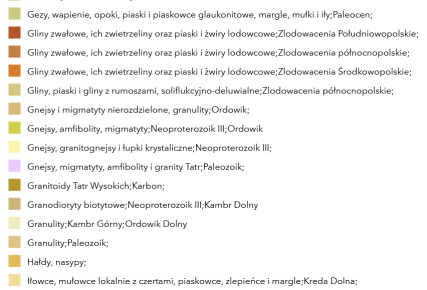 Gezy, wapienie, opoki, piaski i piaskowce glaukonitowe, margle, mułki i iły;Paleocen;
Gliny zwałowe, ich zwietrzeliny oraz piaski i żwiry lodowcowe;Zlodowacenia Południowopolskie;
Gliny zwałowe, ich zwietrzeliny oraz piaski i żwiry lodowcowe;Zlodowacenia północnopolskie;
Gliny zwałowe, ich zwietrzeliny oraz piaski i żwiry lodowcowe;Zlodowacenia Środkowopolskie;
Gliny, piaski i gliny z rumoszami, soliflukcyjno-deluwialne;Zlodowacenia północnopolskie;
Gnejsy i migmatyty nierozdzielone, granulity;Ordowik;
Gnejsy, amfibolity, migmatyty;Neoproterozoik III;Ordowik
Gnejsy, granitognejsy i łupki krystaliczne;Neoproterozoik III;
Gnejsy, migmatyty, amfibolity i granity Tatr;Paleozoik;
Granitoidy Tatr Wysokich;Karbon;
Granodioryty biotytowe;Neoproterozoik III;Kambr Dolny
Granulity;Kambr Górny;Ordowik Dolny
Granulity;Paleozoik;
Hałdy, nasypy;
Iłowce, mułowce lokalnie z czertami, piaskowce, zlepieńce i margle;Kreda Dolna;